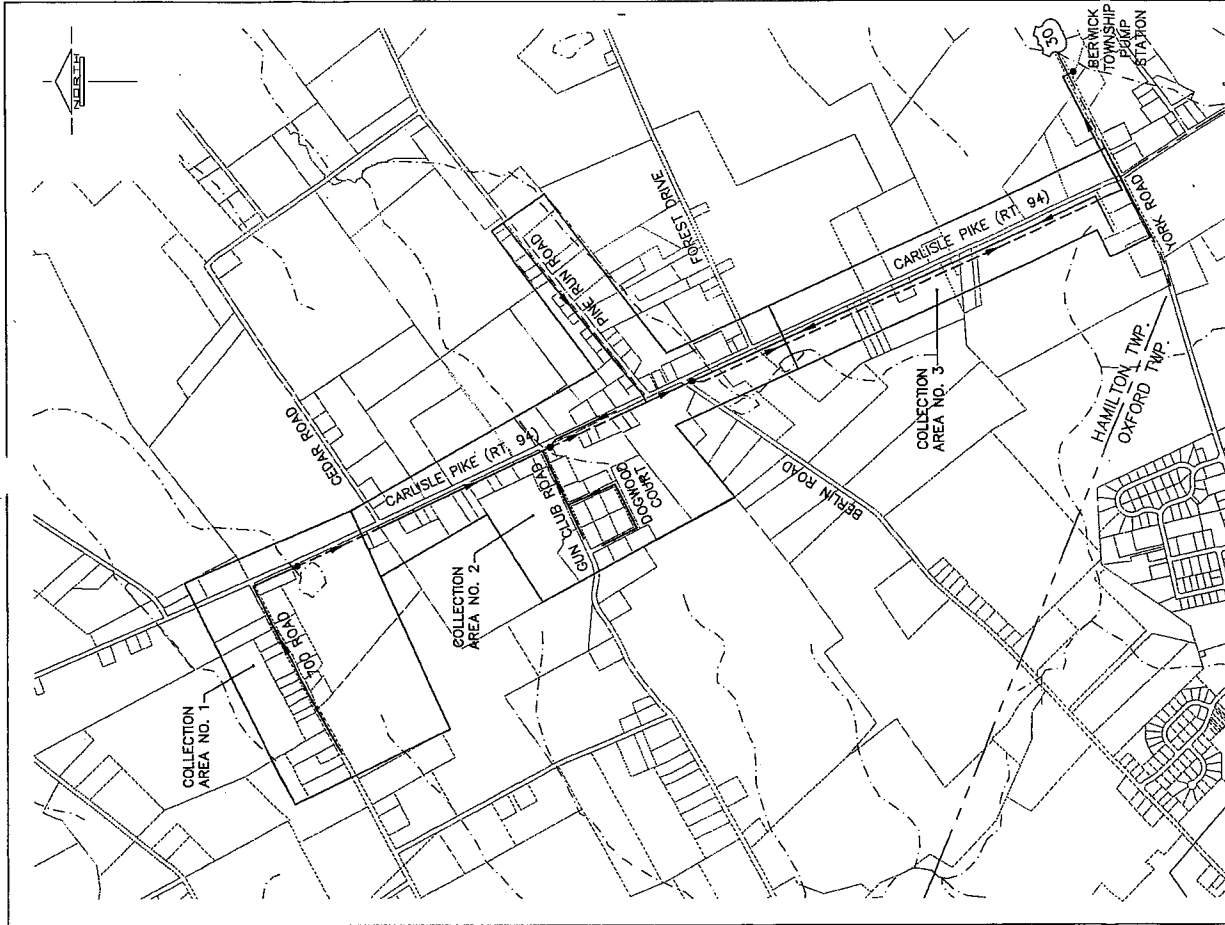 NORTH
30
BERWICK
TOWNSHIP
PUMP
STATION
CEDAR ROAD
PINE RUN ROAD
FOREST DRIVE
CARLISLE PIKE (RT. 94)
CARLISLE PIKE (RT. 94)
YORK ROAD
COLLECTION
AREA NO. 1
700 ROAD
COLLECTION
AREA NO. 2
GUN CLUB ROAD
DOGWOOD
COURT
BERLIN ROAD
COLLECTION
AREA NO. 3
HAMILTON TWP.
OXFORD TWP.